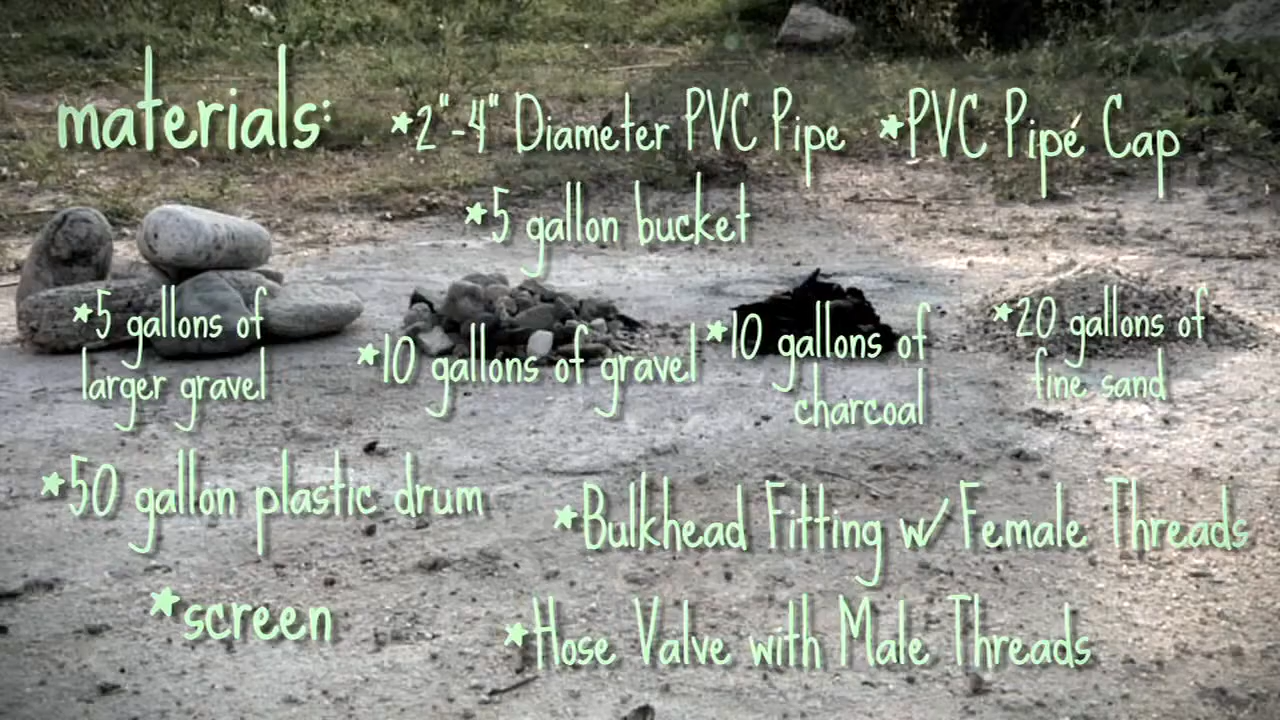 materials:
*2"-4" Diameter PVC Pipe
*PVC Pipe Cap
*5 gallon bucket
*5 gallons of
larger gravel
*10 gallons of gravel
*10 gallons of
charcoal
*20 gallons of
fine sand
*50 gallon plastic drum
*Bulkhead Fitting w/ Female Threads
*screen
*Hose Valve with Male Threads